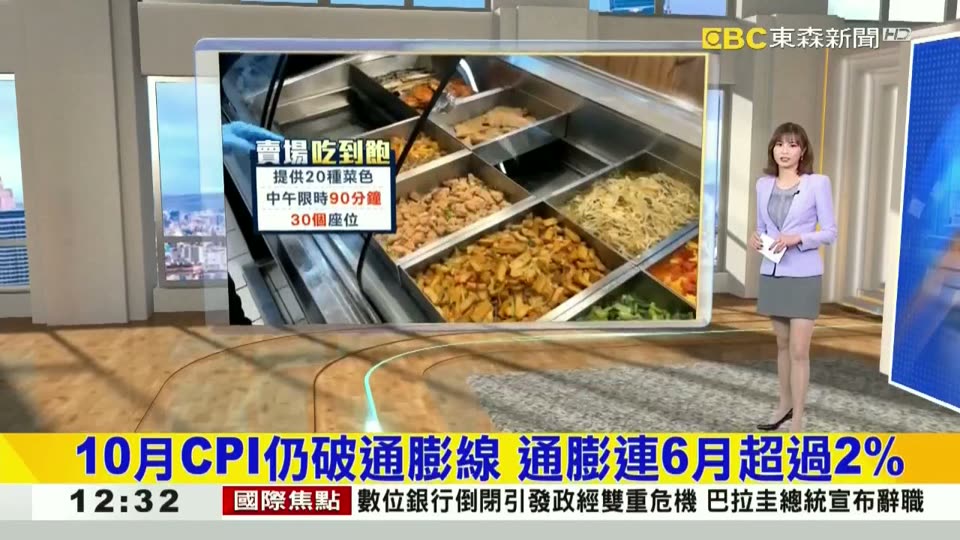 EBC東森新聞HD
賣場吃到飽
提供20種菜色
中午限時90分鐘
30個座位
10月CPI仍破通膨線 通膨連6月超過2%
12:32 國際焦點 數位銀行倒閉引發政經雙重危機 巴拉圭總統宣布辭職